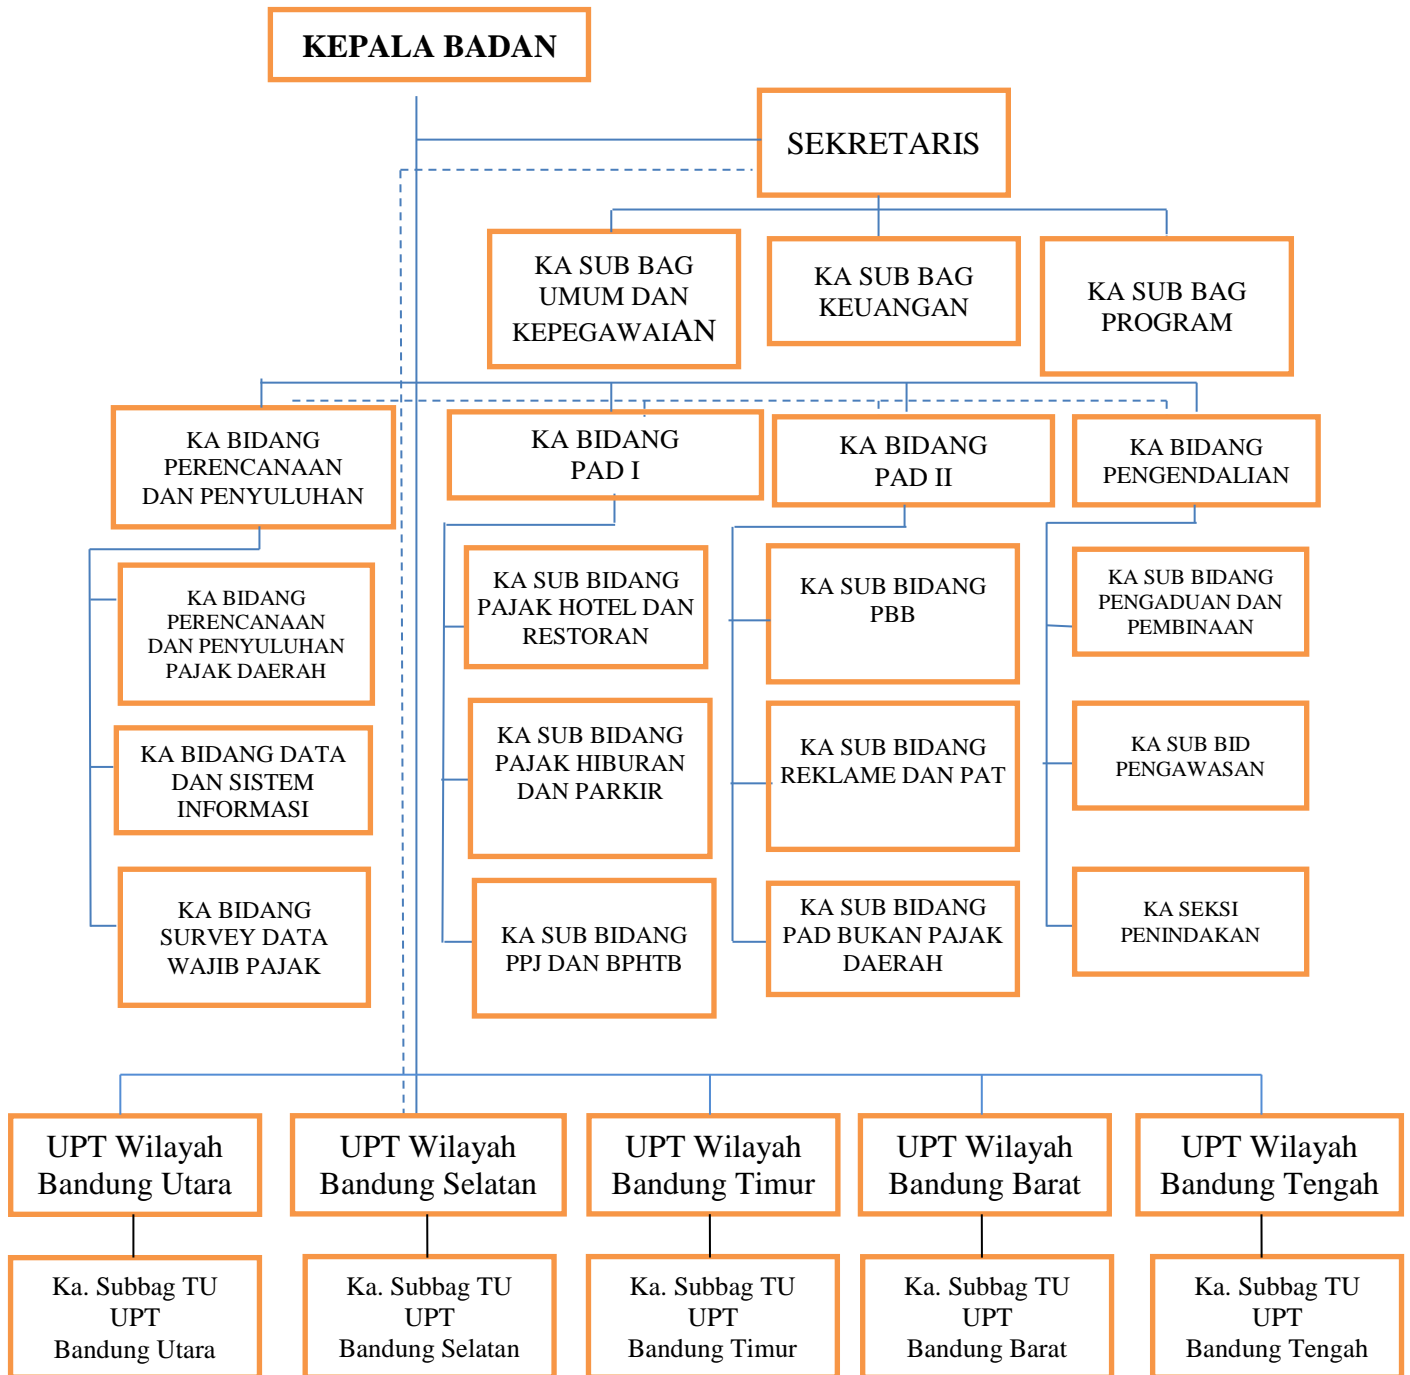 KEPALA BADAN
SEKRETARIS
KA SUB BAG
UMUM DAN
KEPEGAWAIAN
KA SUB BAG
KEUANGAN
KA SUB BAG
PROGRAM
KA BIDANG
PERENCANAAN
DAN PENYULUHAN
KA BIDANG
PAD I
KA BIDANG
PAD II
KA BIDANG
PENGENDALIAN
KA BIDANG
PERENCANAAN
DAN PENYULUHAN
PAJAK DAERAH
KA BIDANG DATA
DAN SISTEM
INFORMASI
KA BIDANG
SURVEY DATA
WAJIB PAJAK
KA SUB BIDANG
PAJAK HOTEL DAN
RESTORAN
KA SUB BIDANG
PAJAK HIBURAN
DAN PARKIR
KA SUB BIDANG
PPJ DAN BPHTB
KA SUB BIDANG
PBB
KA SUB BIDANG
REKLAME DAN PAT
KA SUB BIDANG
PAD BUKAN PAJAK
DAERAH
KA SUB BIDANG
PENGADUAN DAN
PEMBINAAN
KA SUB BID
PENGAWASAN
KA SEKSI
PENINDAKAN
UPT Wilayah
Bandung Utara
UPT Wilayah
Bandung Selatan
UPT Wilayah
Bandung Timur
UPT Wilayah
Bandung Barat
UPT Wilayah
Bandung Tengah
Ka. Subbag TU
UPT
Bandung Utara
Ka. Subbag TU
UPT
Bandung Selatan
Ka. Subbag TU
UPT
Bandung Timur
Ka. Subbag TU
UPT
Bandung Barat
Ka. Subbag TU
UPT
Bandung Tengah